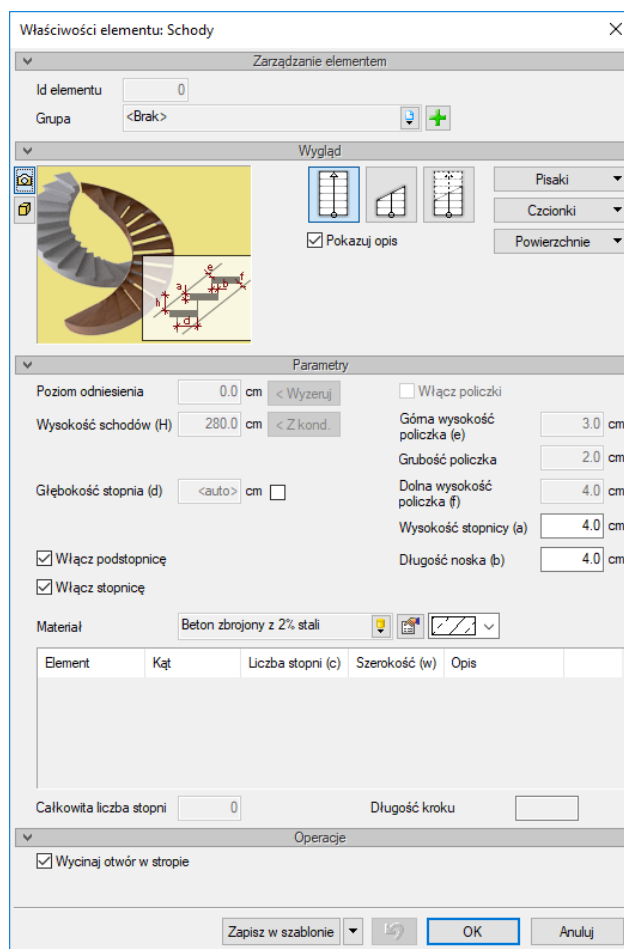 Właściwości elementu: Schody
Zarządzanie elementem
Id elementu 0
Grupa <Brak>
Wygląd
Pisaki
Czcionki
Pokazuj opis Powierzchnie
e
a f
b
h
d
Parametry
Poziom odniesienia 0.0 cm < Wyzeruj Włącz policzki
Wysokość schodów (H) 280.0 cm < Z kond. Górna wysokość policzka (e) 3.0 cm
Grubość policzka 2.0 cm
Głębokość stopnia (d) <auto> cm Dolna wysokość policzka (f) 4.0 cm
Wysokość stopnicy (a) 4.0 cm
Włącz podstopnicę Długość noska (b) 4.0 cm
Włącz stopnicę
Materiał Beton zbrojony z 2% stali
Element Kąt Liczba stopni (c) Szerokość (w) Opis
Całkowita liczba stopni 0 Długość kroku
Operacje
Wycinaj otwór w stropie
Zapisz w szablonie OK Anuluj